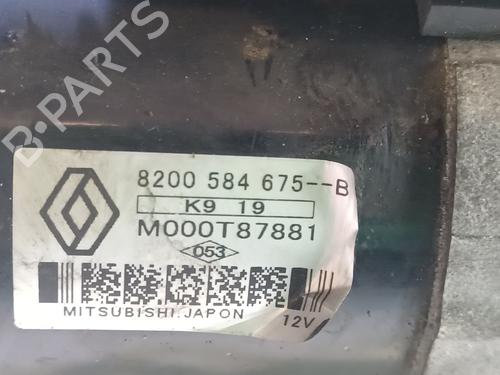 B-PARTS
8200 584 675--B
K9 19
M000T87881
053
MITSUBISHI.JAPON
12V